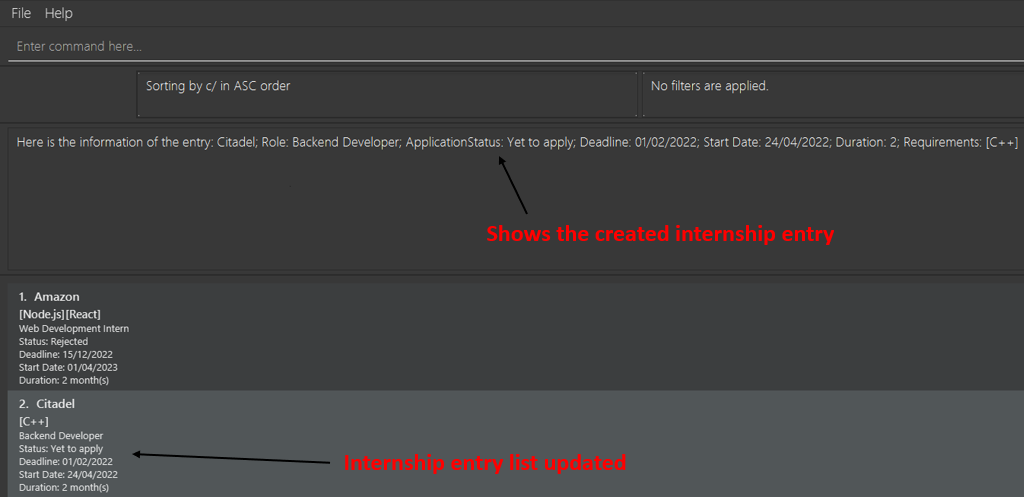 File Help
Enter command here...
Sorting by c/ in ASC order
No filters are applied.
Here is the information of the entry: Citadel; Role: Backend Developer; ApplicationStatus: Yet to apply; Deadline: 01/02/2022; Start Date: 24/04/2022; Duration: 2; Requirements: [C++]
Shows the created internship entry
1. Amazon
[Node.js][React]
Web Development Intern
Status: Rejected
Deadline: 15/12/2022
Start Date: 01/04/2023
Duration: 2 month(s)
2. Citadel
[C++]
Backend Developer
Status: Yet to apply
Deadline: 01/02/2022
Start Date: 24/04/2022
Duration: 2 month(s)
Internship entry list updated